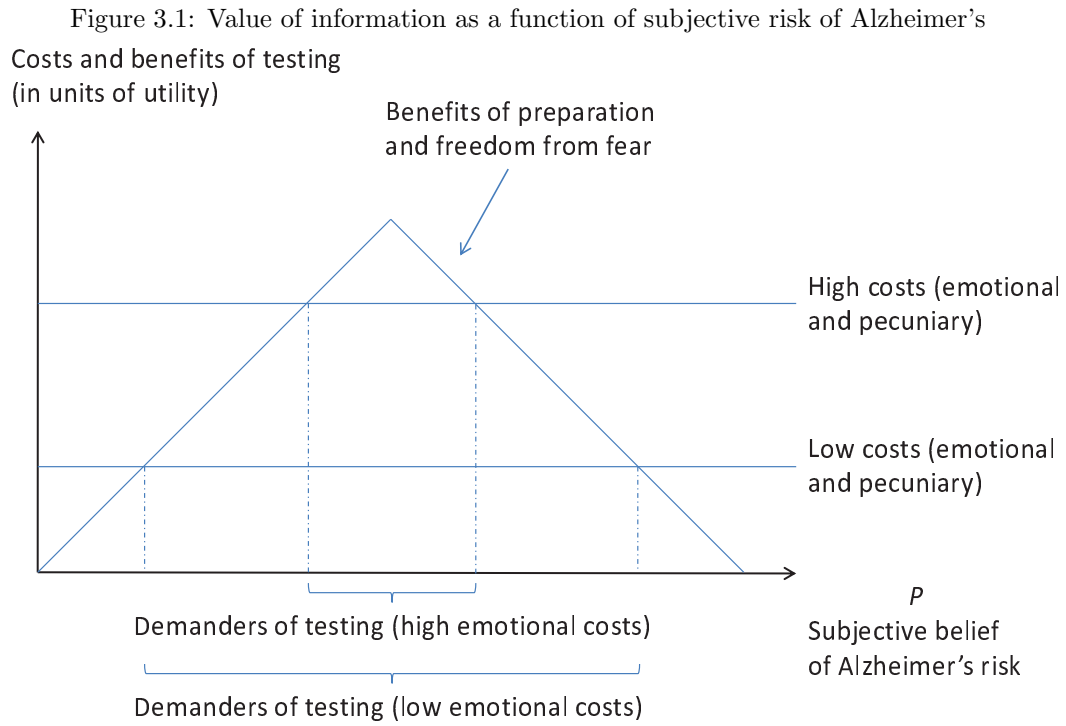 Figure 3.1: Value of information as a function of subjective risk of Alzheimer's
Costs and benefits of testing
(in units of utility)
Benefits of preparation
and freedom from fear
High costs (emotional
and pecuniary)
Low costs (emotional
and pecuniary)
P
Subjective belief
of Alzheimer's risk
Demanders of testing (high emotional costs)
Demanders of testing (low emotional costs)